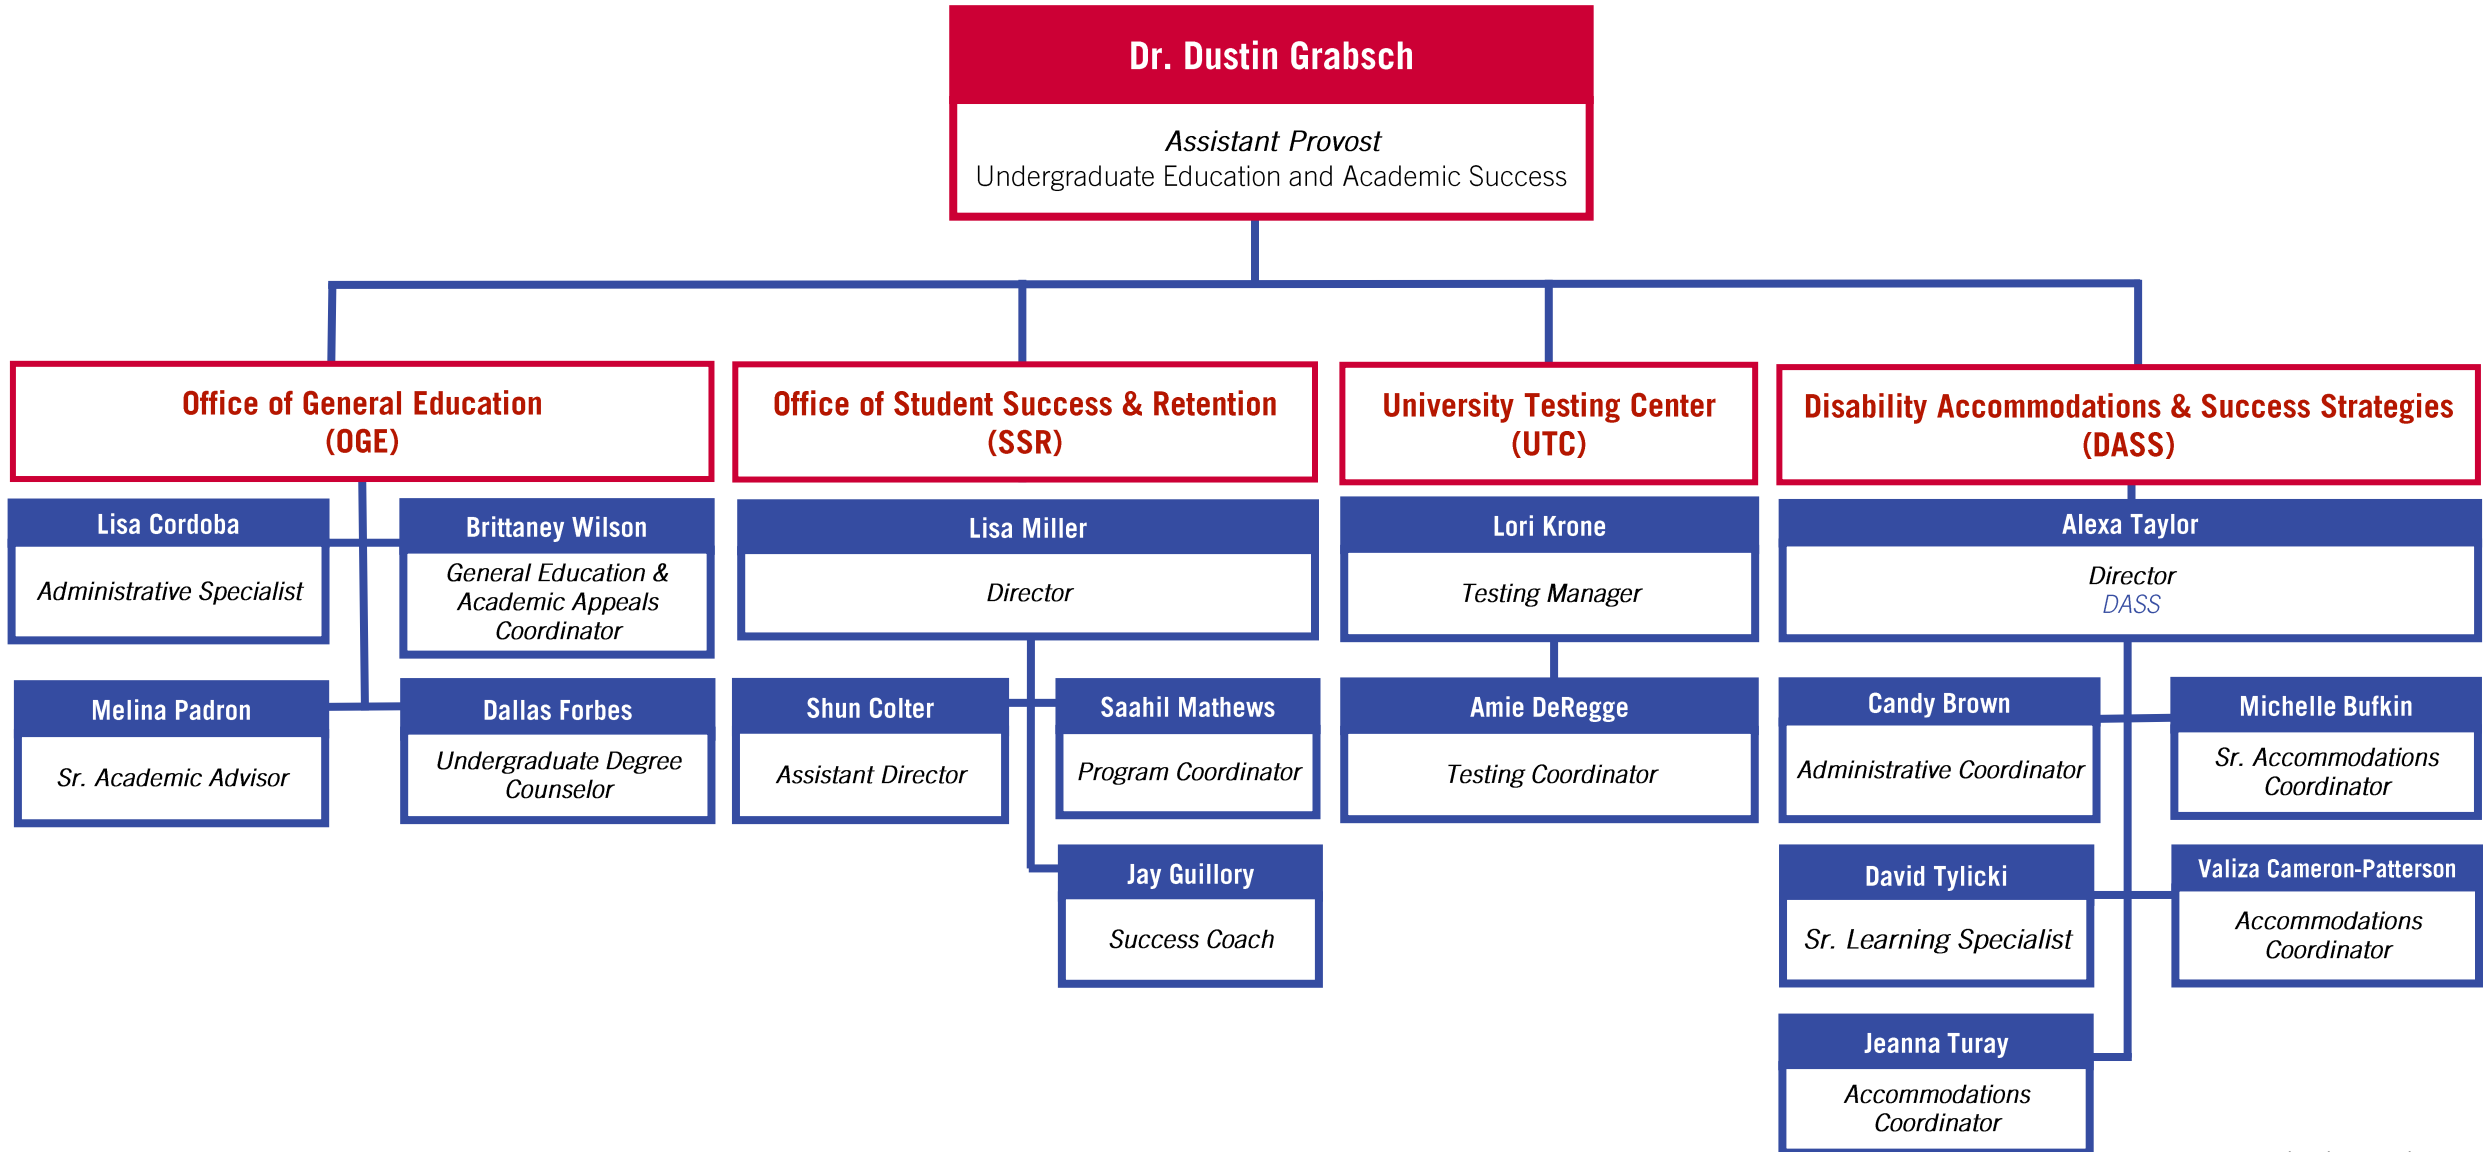 Dr. Dustin Grabsch
Assistant Provost
Undergraduate Education and Academic Success
Office of General Education
(OGE)
Lisa Cordoba
Administrative Specialist
Brittaney Wilson
General Education &
Academic Appeals
Coordinator
Melina Padron
Sr. Academic Advisor
Dallas Forbes
Undergraduate Degree
Counselor
Office of Student Success & Retention
(SSR)
Lisa Miller
Director
Shun Colter
Assistant Director
Saahil Mathews
Program Coordinator
Jay Guillory
Success Coach
University Testing Center
(UTC)
Lori Krone
Testing Manager
Amie DeRegge
Testing Coordinator
Disability Accommodations & Success Strategies
(DASS)
Alexa Taylor
Director
DASS
Candy Brown
Administrative Coordinator
Michelle Bufkin
Sr. Accommodations
Coordinator
David Tylicki
Sr. Learning Specialist
Valiza Cameron-Patterson
Accommodations
Coordinator
Jeanna Turay
Accommodations
Coordinator